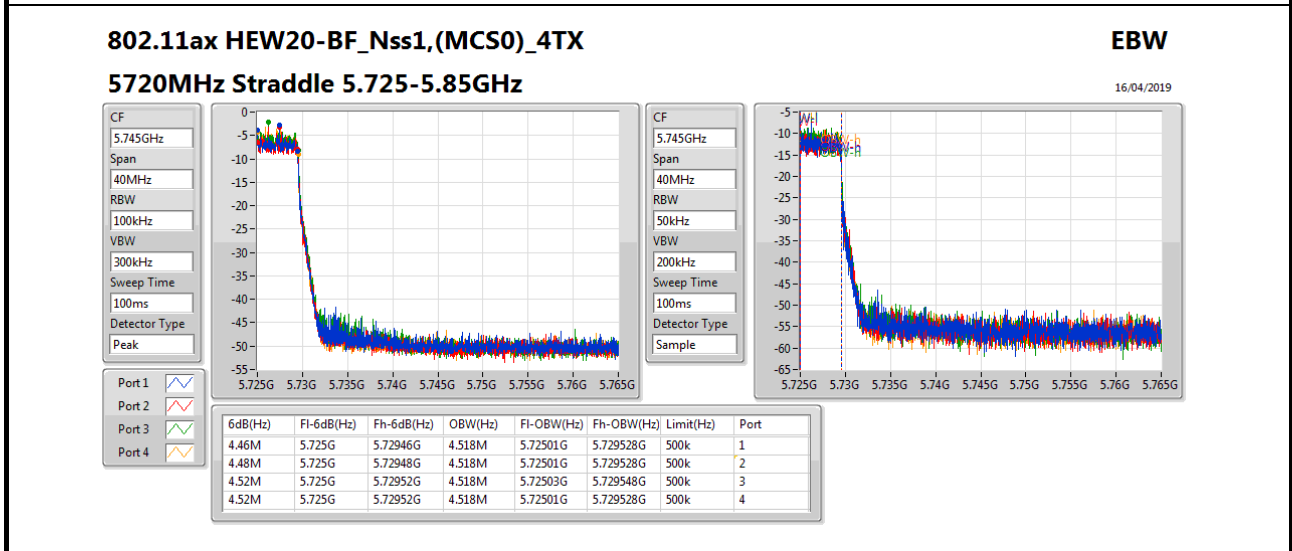 802.11ax HEW20-BF_Nss1,(MCS0)_4TX
EBW
5720MHz Straddle 5.725-5.85GHz
16/04/2019
CF
5.745GHz
Span
40MHz
RBW
100kHz
VBW
300kHz
Sweep Time
100ms
Detector Type
Peak
Port 1
Port 2
Port 3
Port 4
0
-5
-10
-15
-20
-25
-30
-35
-40
-45
-50
-55
5.725G 5.73G 5.735G 5.74G 5.745G 5.75G 5.755G 5.76G 5.765G
CF
5.745GHz
Span
40MHz
RBW
50kHz
VBW
200kHz
Sweep Time
100ms
Detector Type
Sample
-5
-10
-15
-20
-25
-30
-35
-40
-45
-50
-55
-60
-65
5.725G 5.73G 5.735G 5.74G 5.745G 5.75G 5.755G 5.76G 5.765G
6dB(Hz) Fl-6dB(Hz) Fh-6dB(Hz) OBW(Hz) Fl-OBW(Hz) Fh-OBW(Hz) Limit(Hz) Port
4.46M 5.725G 5.72946G 4.518M 5.72501G 5.729528G 500k 1
4.48M 5.725G 5.72948G 4.518M 5.72501G 5.729528G 500k 2
4.52M 5.725G 5.72952G 4.518M 5.72503G 5.729548G 500k 3
4.52M 5.725G 5.72952G 4.518M 5.72501G 5.729528G 500k 4